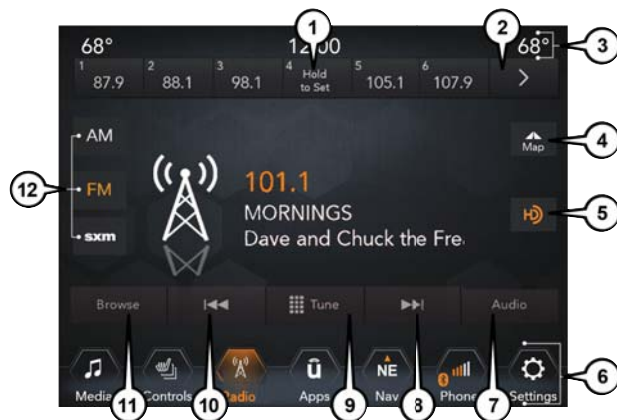 1 2
68° 12:00 68° 3
1 87.9 2 88.1 3 98.1 4 Hold to Set 5 105.1 6 107.9 >
AM
Map 4
12 FM
101.1
HD 5
MORNINGS
sxm
Dave and Chuck the Fre
Browse Tune Audio
û NE
6
Media Controls Radio Apps Nav Phone Settings
11 10 9 8 7